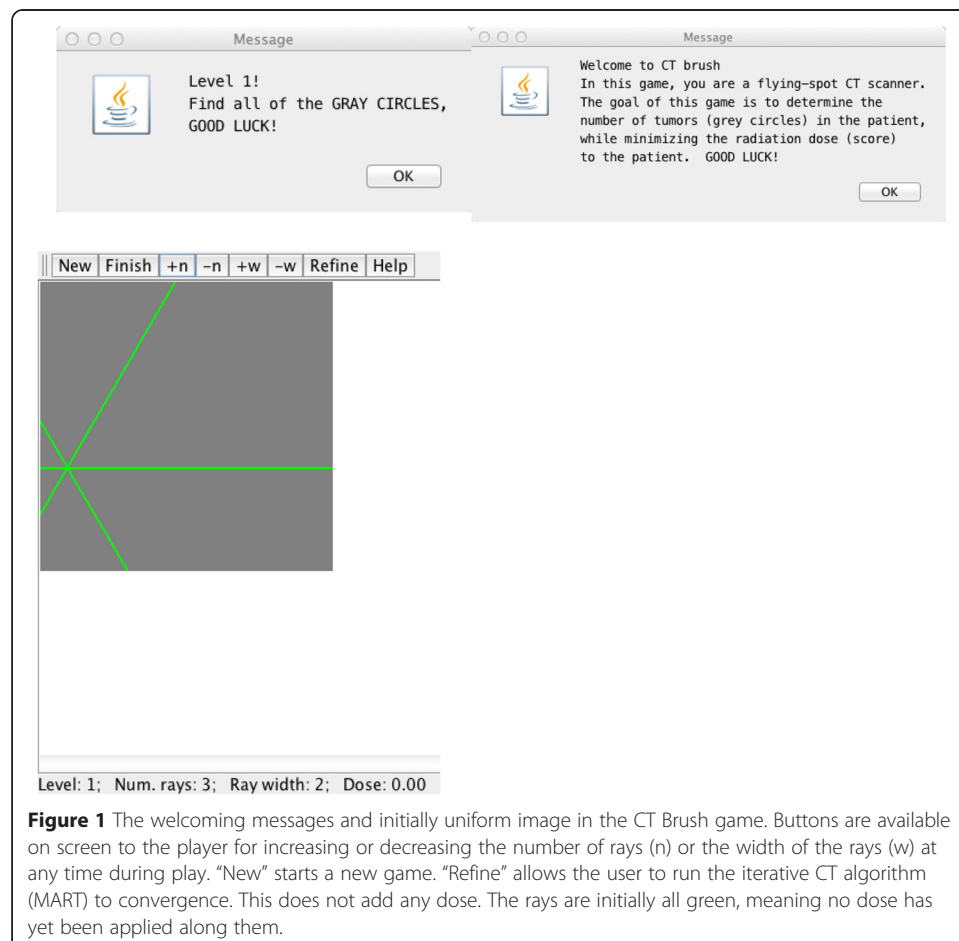 Message
Level 1!
Find all of the GRAY CIRCLES,
GOOD LUCK!
OK
Message
Welcome to CT brush
In this game, you are a flying-spot CT scanner.
The goal of this game is to determine the
number of tumors (grey circles) in the patient,
while minimizing the radiation dose (score)
to the patient.  GOOD LUCK!
OK
New Finish +n -n +w -w Refine Help
Level: 1;  Num. rays: 3;  Ray width: 2;  Dose: 0.00
Figure 1 The welcoming messages and initially uniform image in the CT Brush game. Buttons are available
on screen to the player for increasing or decreasing the number of rays (n) or the width of the rays (w) at
any time during play. “New” starts a new game. “Refine” allows the user to run the iterative CT algorithm
(MART) to convergence. This does not add any dose. The rays are initially all green, meaning no dose has
yet been applied along them.